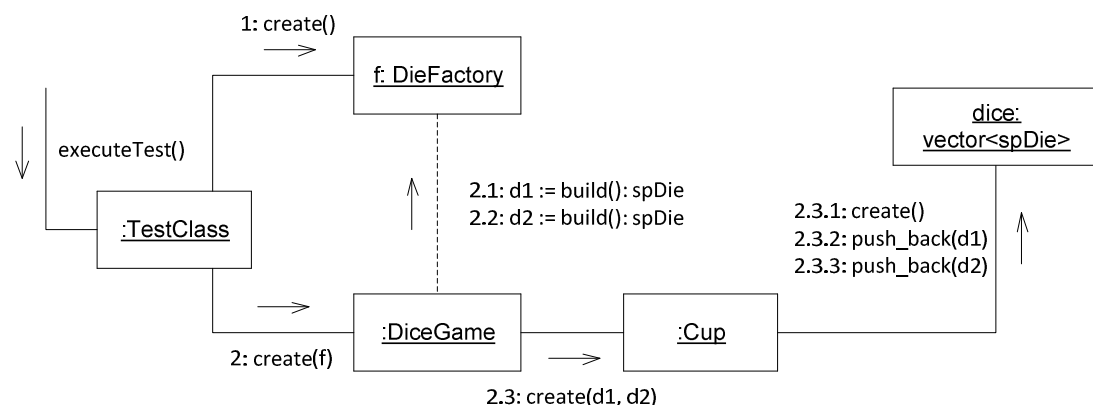 1: create()
f: DieFactory
dice:
vector<spDie>
executeTest()
:TestClass
2.1: d1 := build(): spDie
2.2: d2 := build(): spDie
2.3.1: create()
2.3.2: push_back(d1)
2.3.3: push_back(d2)
:DiceGame
:Cup
2: create(f)
2.3: create(d1, d2)